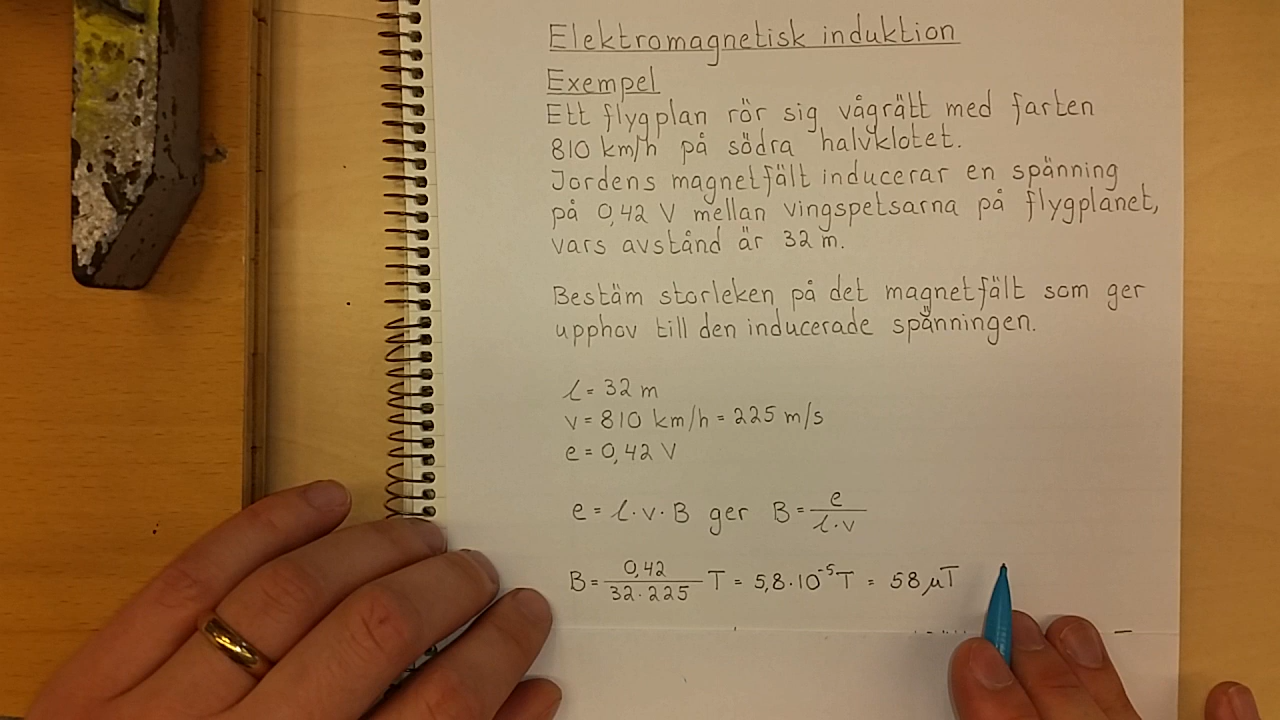 Elektromagnetisk induktion
Exempel
Ett flygplan rör sig vågrätt med farten
810 km/h på södra halvklotet.
Jordens magnetfält inducerar en spänning
på 0,42 V mellan vingspetsarna på flygplanet,
vars avstånd är 32 m.
Bestäm storleken på det magnetfält som ger
upphov till den inducerade spänningen.
l = 32 m
v = 810 km/h = 225 m/s
e = 0,42 V
e = l · v · B ger B = e / (l · v)
B = 0,42 / (32 · 225) T = 5,8 · 10⁻⁵ T = 58 μT